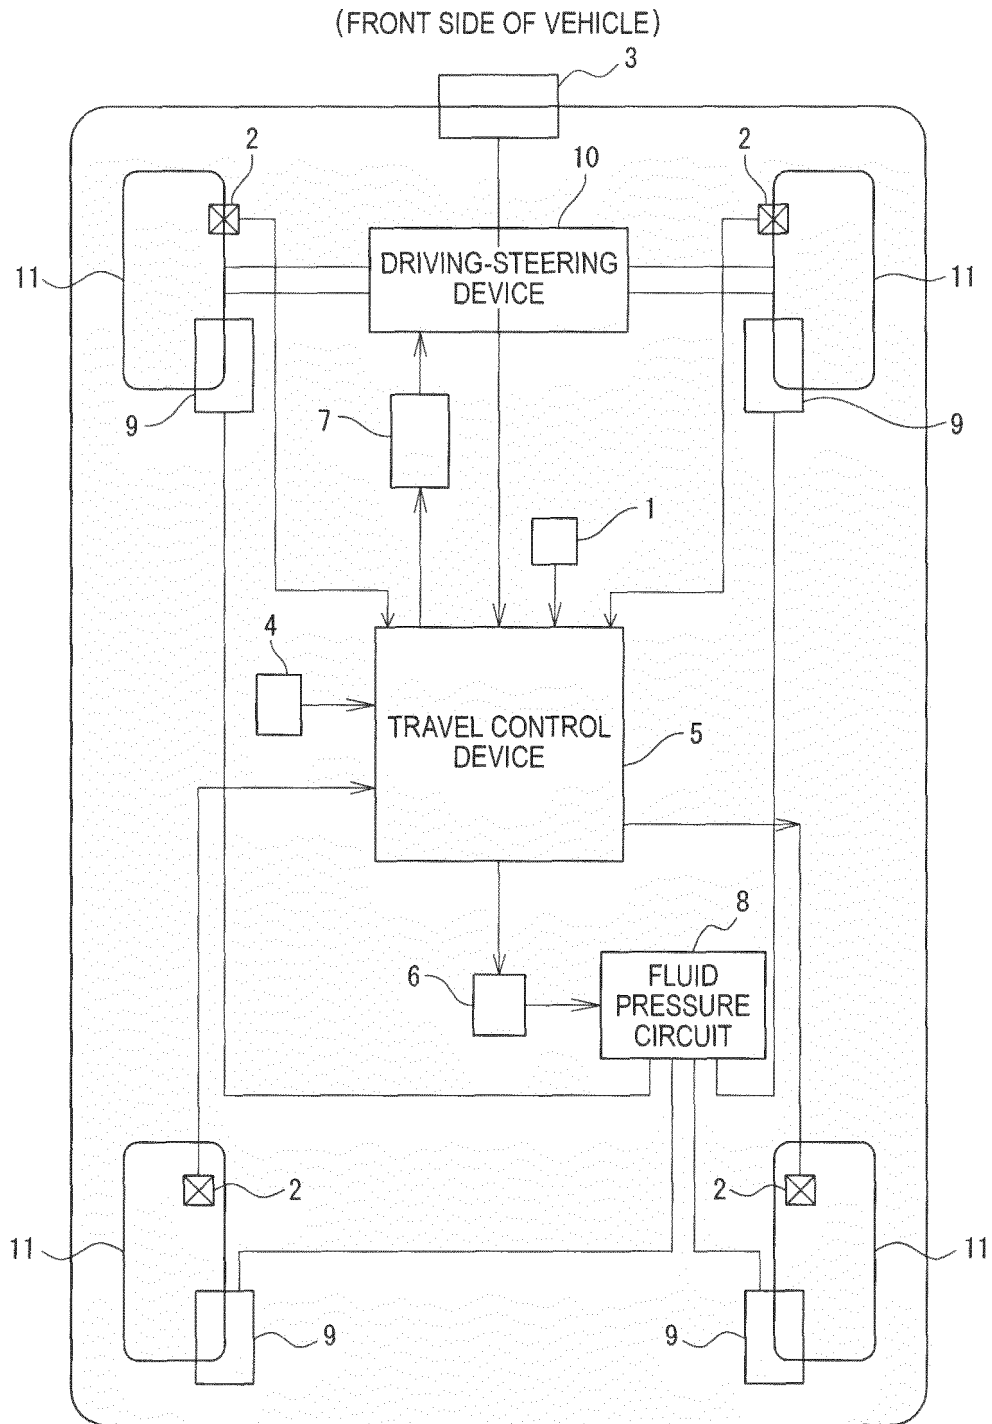 (FRONT SIDE OF VEHICLE)
3
2
10
2
DRIVING-STEERING
DEVICE
11
11
7
9
9
1
4
TRAVEL CONTROL
DEVICE
5
8
6
FLUID
PRESSURE
CIRCUIT
2
2
11
11
9
9